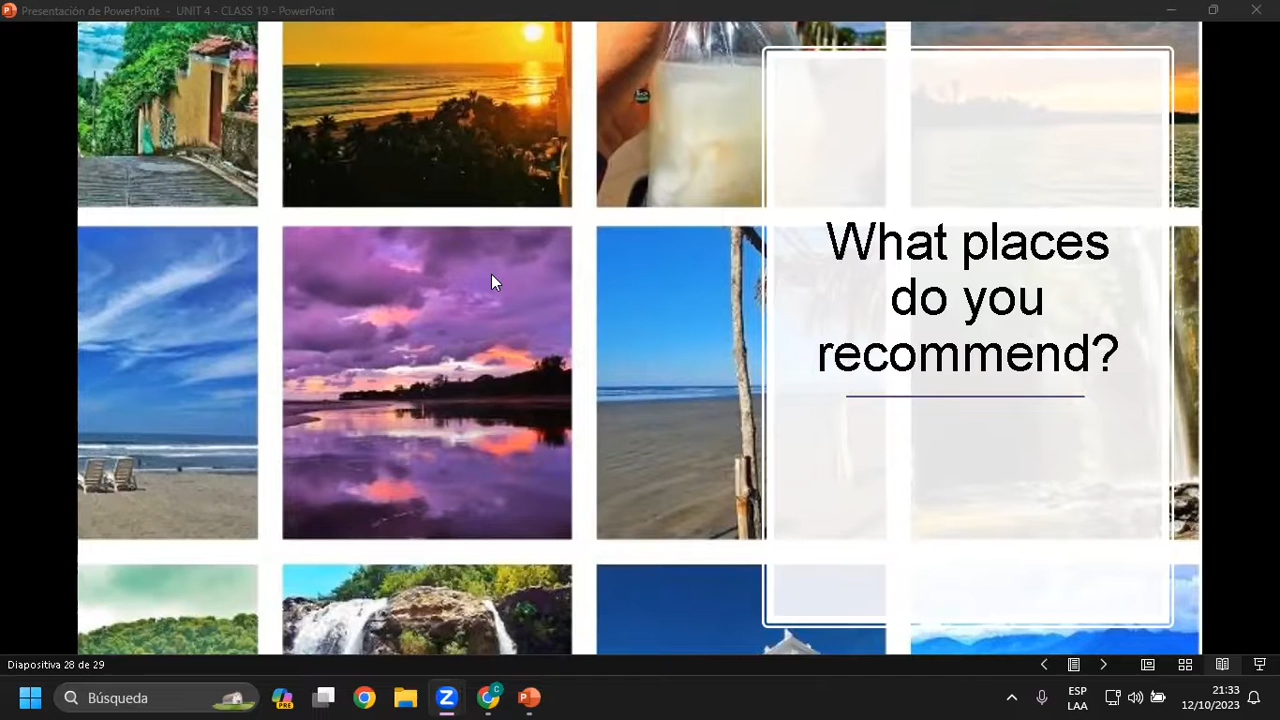 Presentación de PowerPoint - UNIT 4 - CLASS 19 - PowerPoint
What places
do you
recommend?
Diapositiva 28 de 29
Búsqueda
PRE
ESP
LAA
21:33
12/10/2023